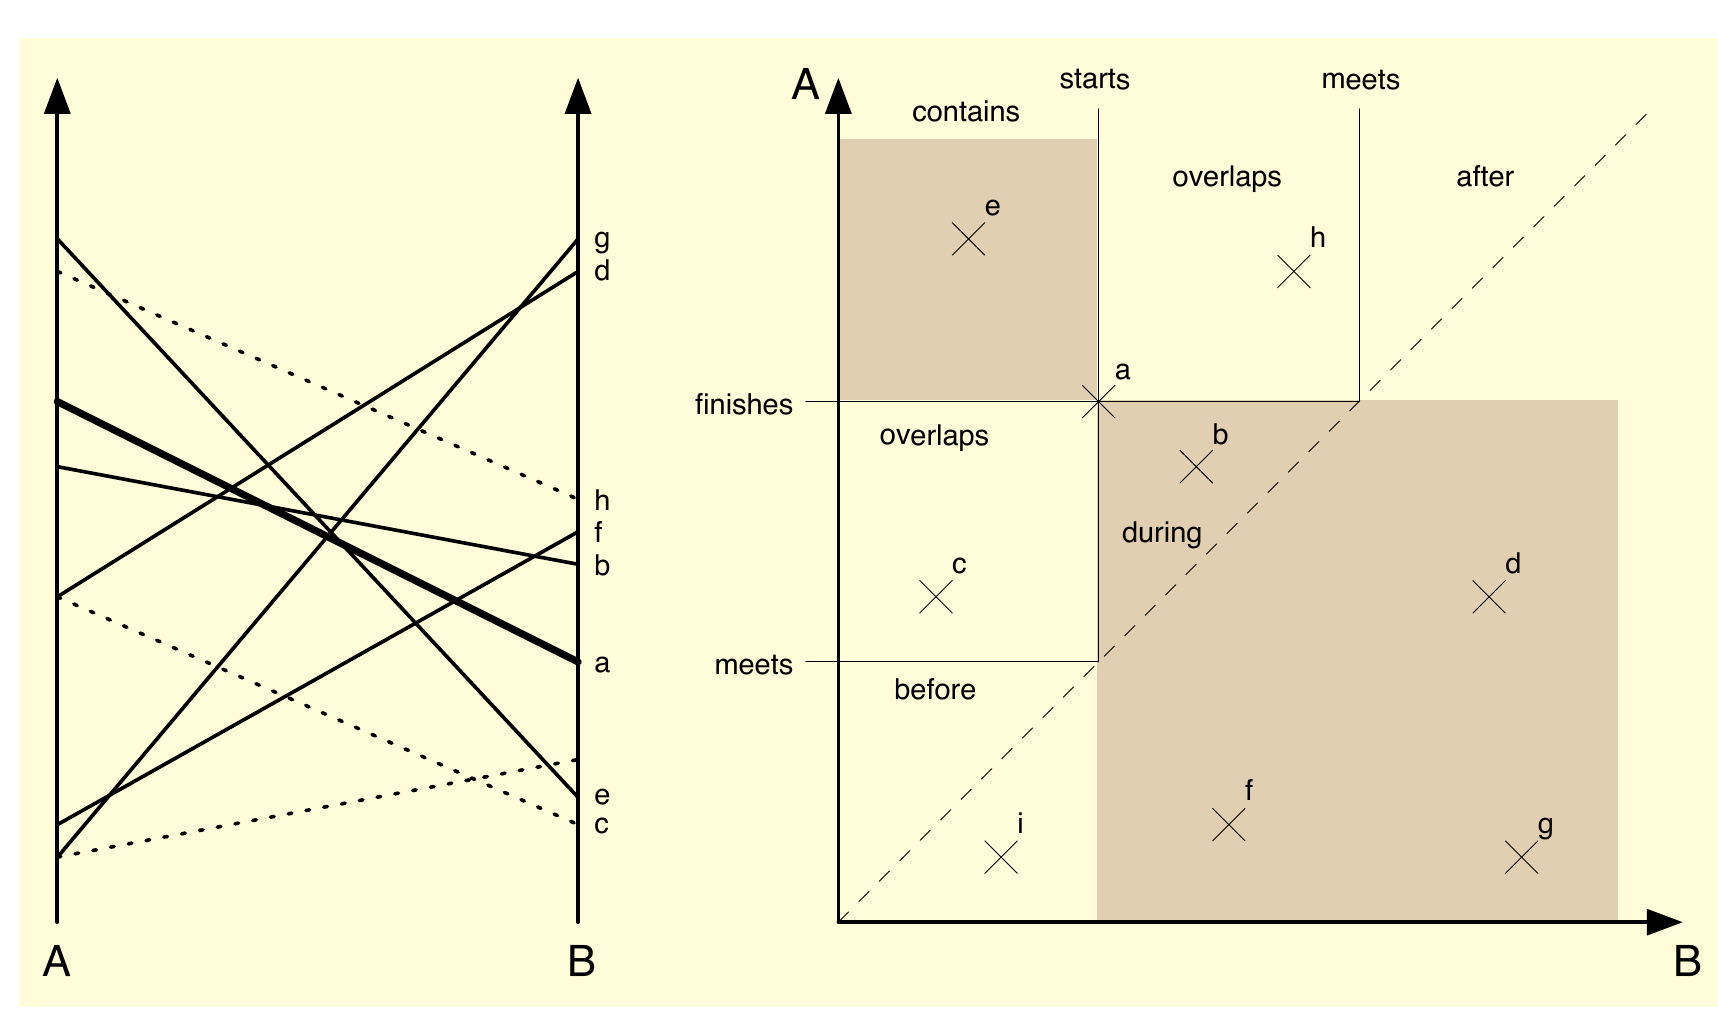 g
d
h
f
b
a
e
c
A
B
A
starts
meets
contains
overlaps
after
e
h
a
finishes
overlaps
b
during
c
d
meets
before
f
i
g
B